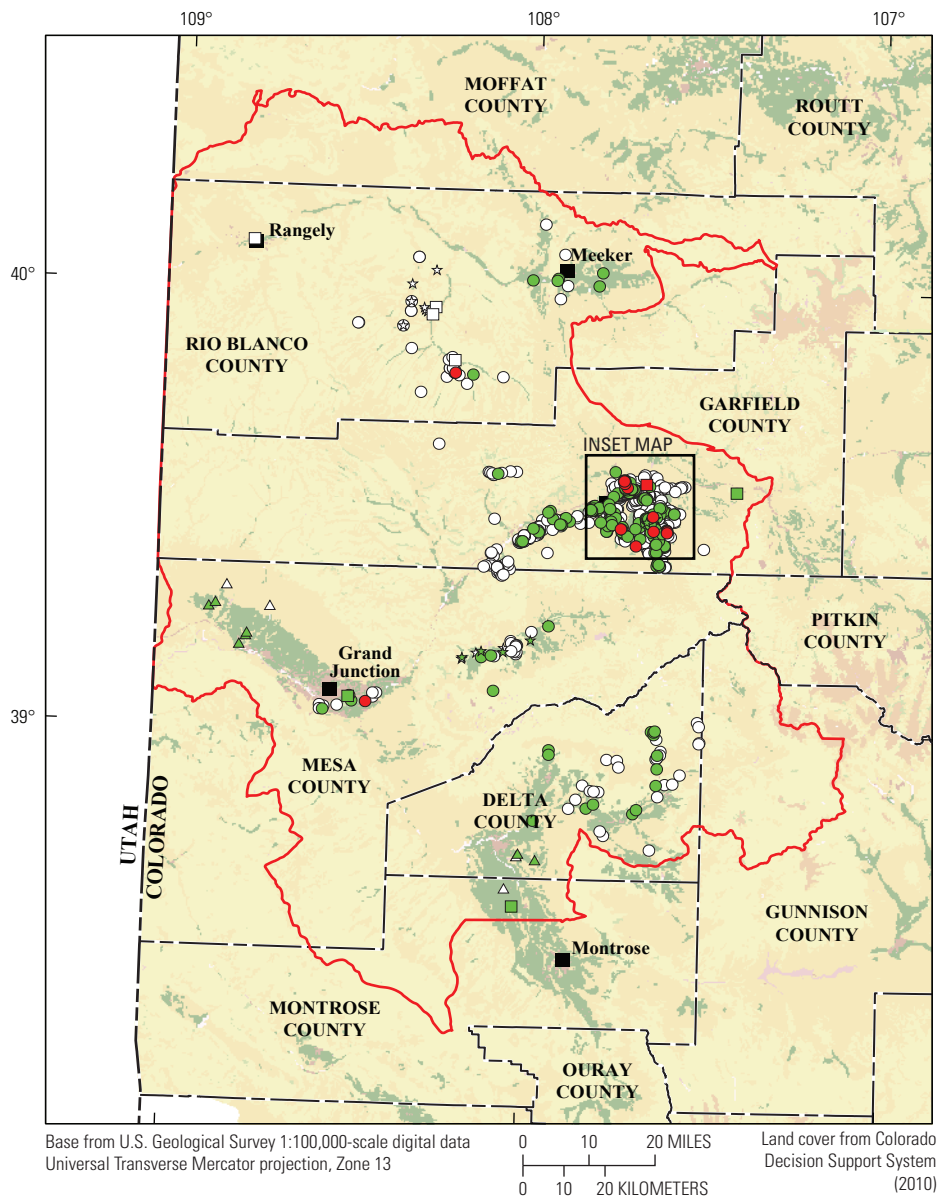 109°
108°
107°
MOFFAT
COUNTY
ROUTT
COUNTY
Rangely
40°
Meeker
RIO BLANCO
COUNTY
GARFIELD
COUNTY
INSET MAP
PITKIN
COUNTY
Grand
Junction
39°
MESA
COUNTY
DELTA
COUNTY
UTAH
COLORADO
GUNNISON
COUNTY
Montrose
MONTROSE
COUNTY
OURAY
COUNTY
Base from U.S. Geological Survey 1:100,000-scale digital data
Universal Transverse Mercator projection, Zone 13
0 10 20 MILES
0 10 20 KILOMETERS
Land cover from Colorado
Decision Support System
(2010)